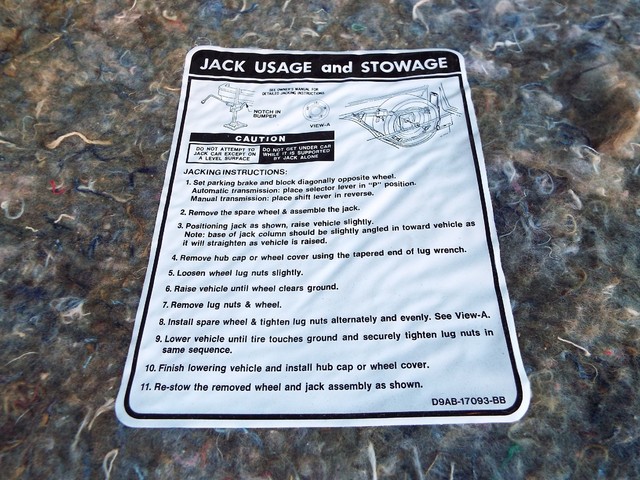 JACK USAGE and STOWAGE
SEE OWNER'S MANUAL FOR
DETAILED JACKING INSTRUCTIONS.
NOTCH IN
BUMPER
VIEW-A
CAUTION
DO NOT ATTEMPT TO
JACK CAR EXCEPT ON
A LEVEL SURFACE
DO NOT GET UNDER CAR
WHILE IT IS SUPPORTED
BY JACK ALONE
JACKING INSTRUCTIONS:
1. Set parking brake and block diagonally opposite wheel.
Automatic transmission: place selector lever in "P" position.
Manual transmission: place shift lever in reverse.
2. Remove the spare wheel & assemble the jack.
3. Positioning jack as shown, raise vehicle slightly.
Note: base of jack column should be slightly angled in toward vehicle as
it will straighten as vehicle is raised.
4. Remove hub cap or wheel cover using the tapered end of lug wrench.
5. Loosen wheel lug nuts slightly.
6. Raise vehicle until wheel clears ground.
7. Remove lug nuts & wheel.
8. Install spare wheel & tighten lug nuts alternately and evenly. See View-A.
9. Lower vehicle until tire touches ground and securely tighten lug nuts in
same sequence.
10. Finish lowering vehicle and install hub cap or wheel cover.
11. Re-stow the removed wheel and jack assembly as shown.
D9AB-17093-BB